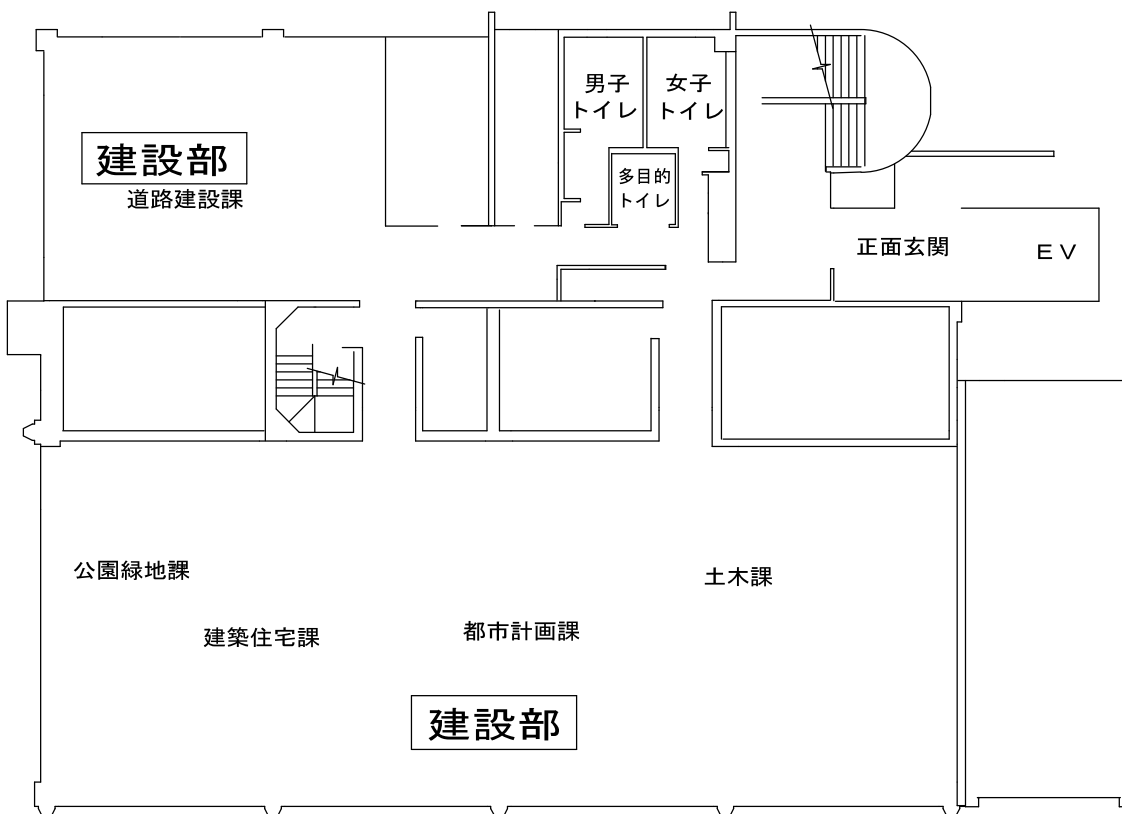 男子
トイレ
女子
トイレ
建設部
道路建設課
多目的
トイレ
正面玄関
ＥＶ
公園緑地課
土木課
建築住宅課
都市計画課
建設部